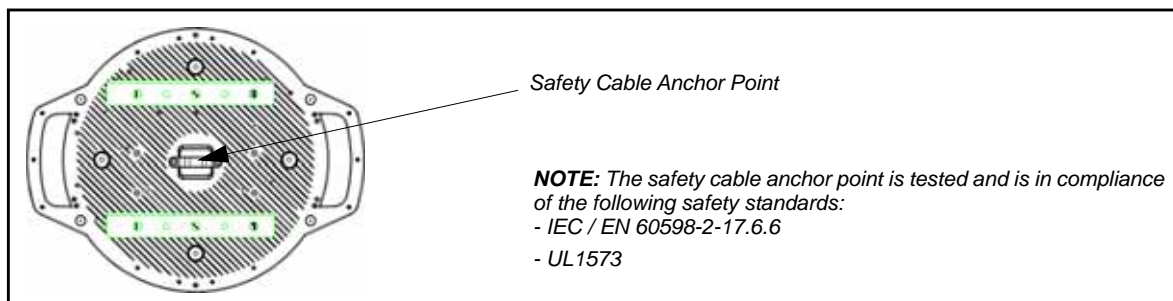 Safety Cable Anchor Point
NOTE: The safety cable anchor point is tested and is in compliance
of the following safety standards:
- IEC / EN 60598-2-17.6.6
- UL1573